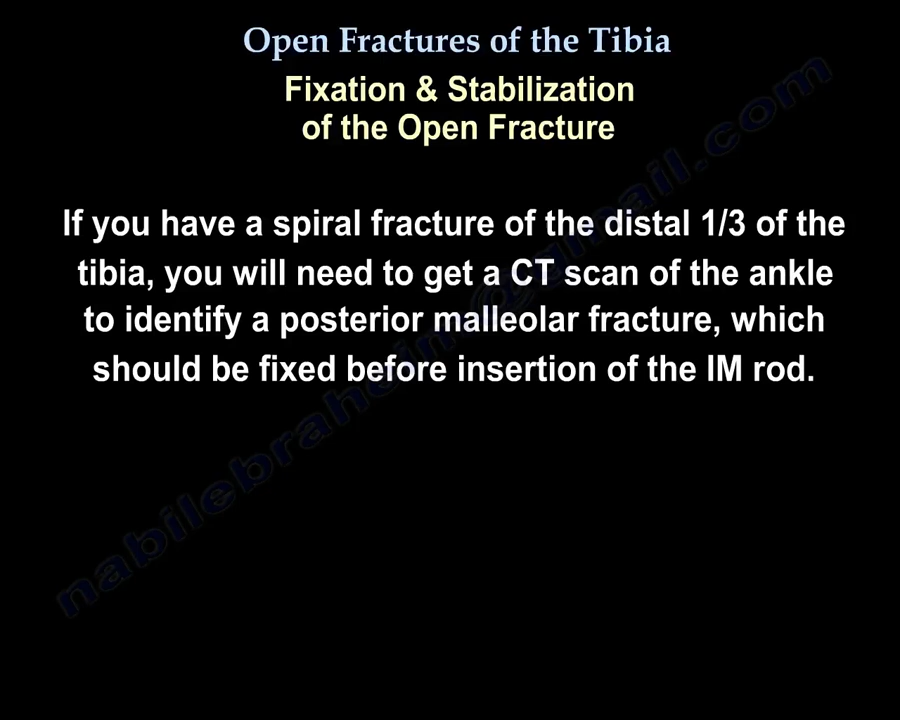 Open Fractures of the Tibia
Fixation & Stabilization
of the Open Fracture
If you have a spiral fracture of the distal 1/3 of the
tibia, you will need to get a CT scan of the ankle
to identify a posterior malleolar fracture, which
should be fixed before insertion of the IM rod.
nabilebraheim@gmail.com